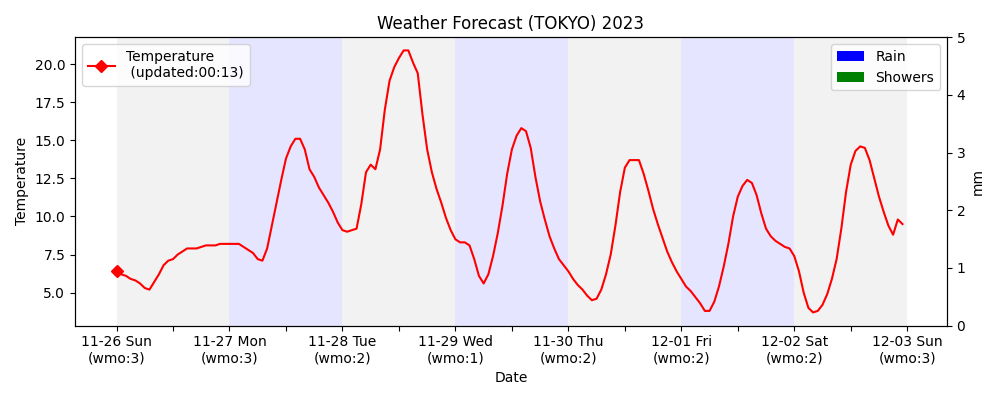 Weather Forecast (TOKYO) 2023
Temperature
(updated:00:13)
Rain
Showers
Temperature
20.0
17.5
15.0
12.5
10.0
7.5
5.0
5
4
3
2
1
0
mm
11-26 Sun
(wmo:3)
11-27 Mon
(wmo:3)
11-28 Tue
(wmo:2)
11-29 Wed
(wmo:1)
11-30 Thu
(wmo:2)
12-01 Fri
(wmo:2)
12-02 Sat
(wmo:2)
12-03 Sun
(wmo:3)
Date